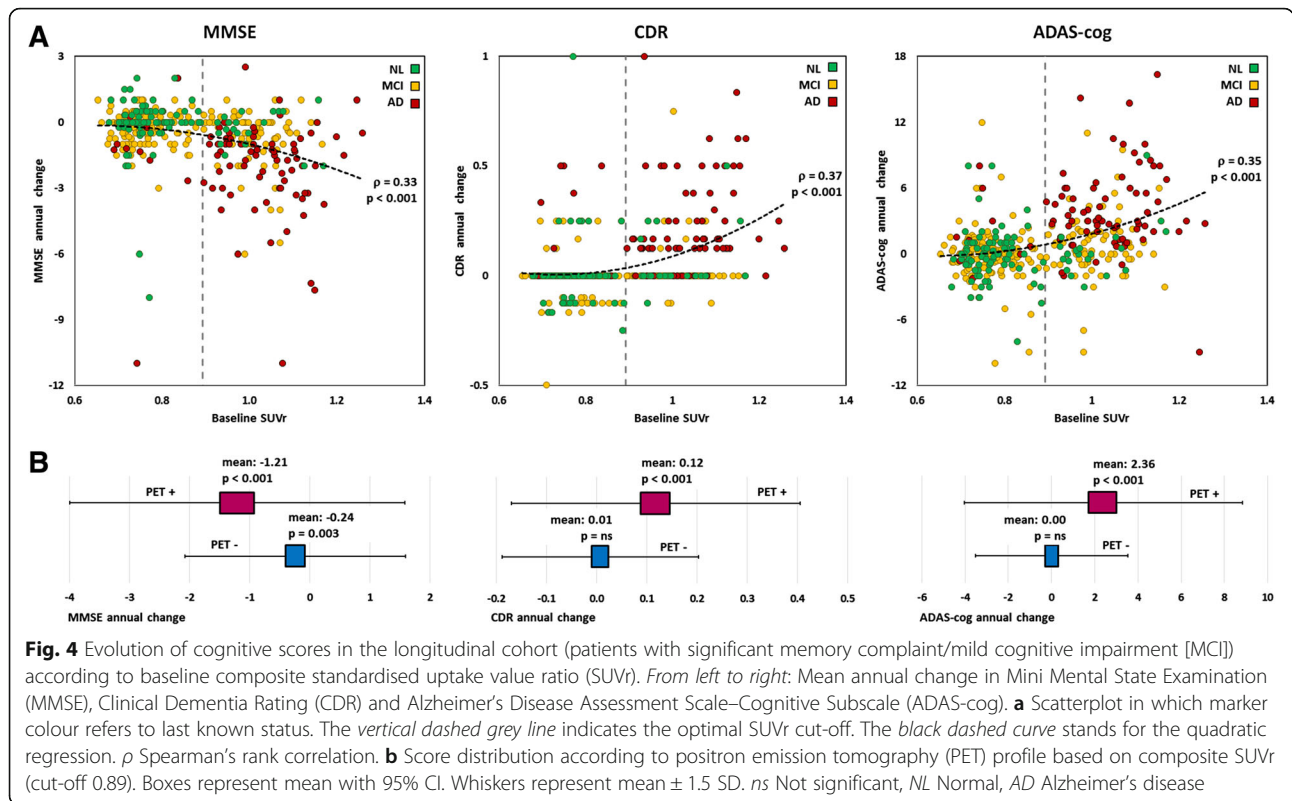 A
MMSE
CDR
ADAS-cog
NL
MCI
AD
3
0
-3
-6
-9
-12
MMSE annual change
ρ = 0.33
p < 0.001
0.6
0.8
1
1.2
1.4
Baseline SUVr
NL
MCI
AD
1
0.5
0
-0.5
CDR annual change
ρ = 0.37
p < 0.001
0.6
0.8
1
1.2
1.4
Baseline SUVr
NL
MCI
AD
18
12
6
0
-6
-12
ADAS-cog annual change
ρ = 0.35
p < 0.001
0.6
0.8
1
1.2
1.4
Baseline SUVr
B
mean: -1.21
p < 0.001
PET +
mean: -0.24
p = 0.003
PET -
-4
-3
-2
-1
0
1
2
MMSE annual change
mean: 0.12
p < 0.001
PET +
mean: 0.01
p = ns
PET -
-0.2
-0.1
0.0
0.1
0.2
0.3
0.4
0.5
CDR annual change
mean: 2.36
p < 0.001
PET +
mean: 0.00
p = ns
PET -
-6
-4
-2
0
2
4
6
8
10
ADAS-cog annual change
Fig. 4 Evolution of cognitive scores in the longitudinal cohort (patients with significant memory complaint/mild cognitive impairment [MCI])
according to baseline composite standardised uptake value ratio (SUVr). From left to right: Mean annual change in Mini Mental State Examination
(MMSE), Clinical Dementia Rating (CDR) and Alzheimer's Disease Assessment Scale–Cognitive Subscale (ADAS-cog). a Scatterplot in which marker
colour refers to last known status. The vertical dashed grey line indicates the optimal SUVr cut-off. The black dashed curve stands for the quadratic
regression. ρ Spearman's rank correlation. b Score distribution according to positron emission tomography (PET) profile based on composite SUVr
(cut-off 0.89). Boxes represent mean with 95% CI. Whiskers represent mean ± 1.5 SD. ns Not significant, NL Normal, AD Alzheimer's disease